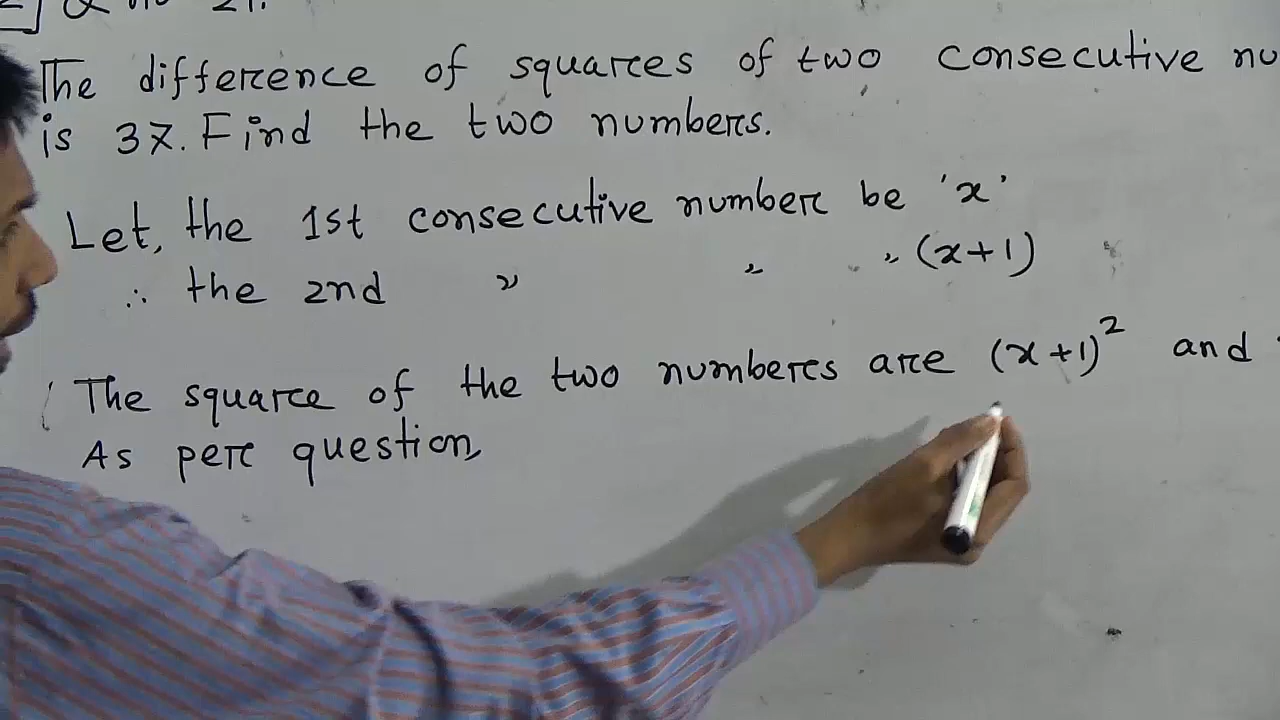 The difference of squares of two consecutive nu
is 37. Find the two numbers.
Let, the 1st consecutive number be 'x'
∴ the 2nd " " " (x+1)
The square of the two numbers are (x+1)² and
As per question,